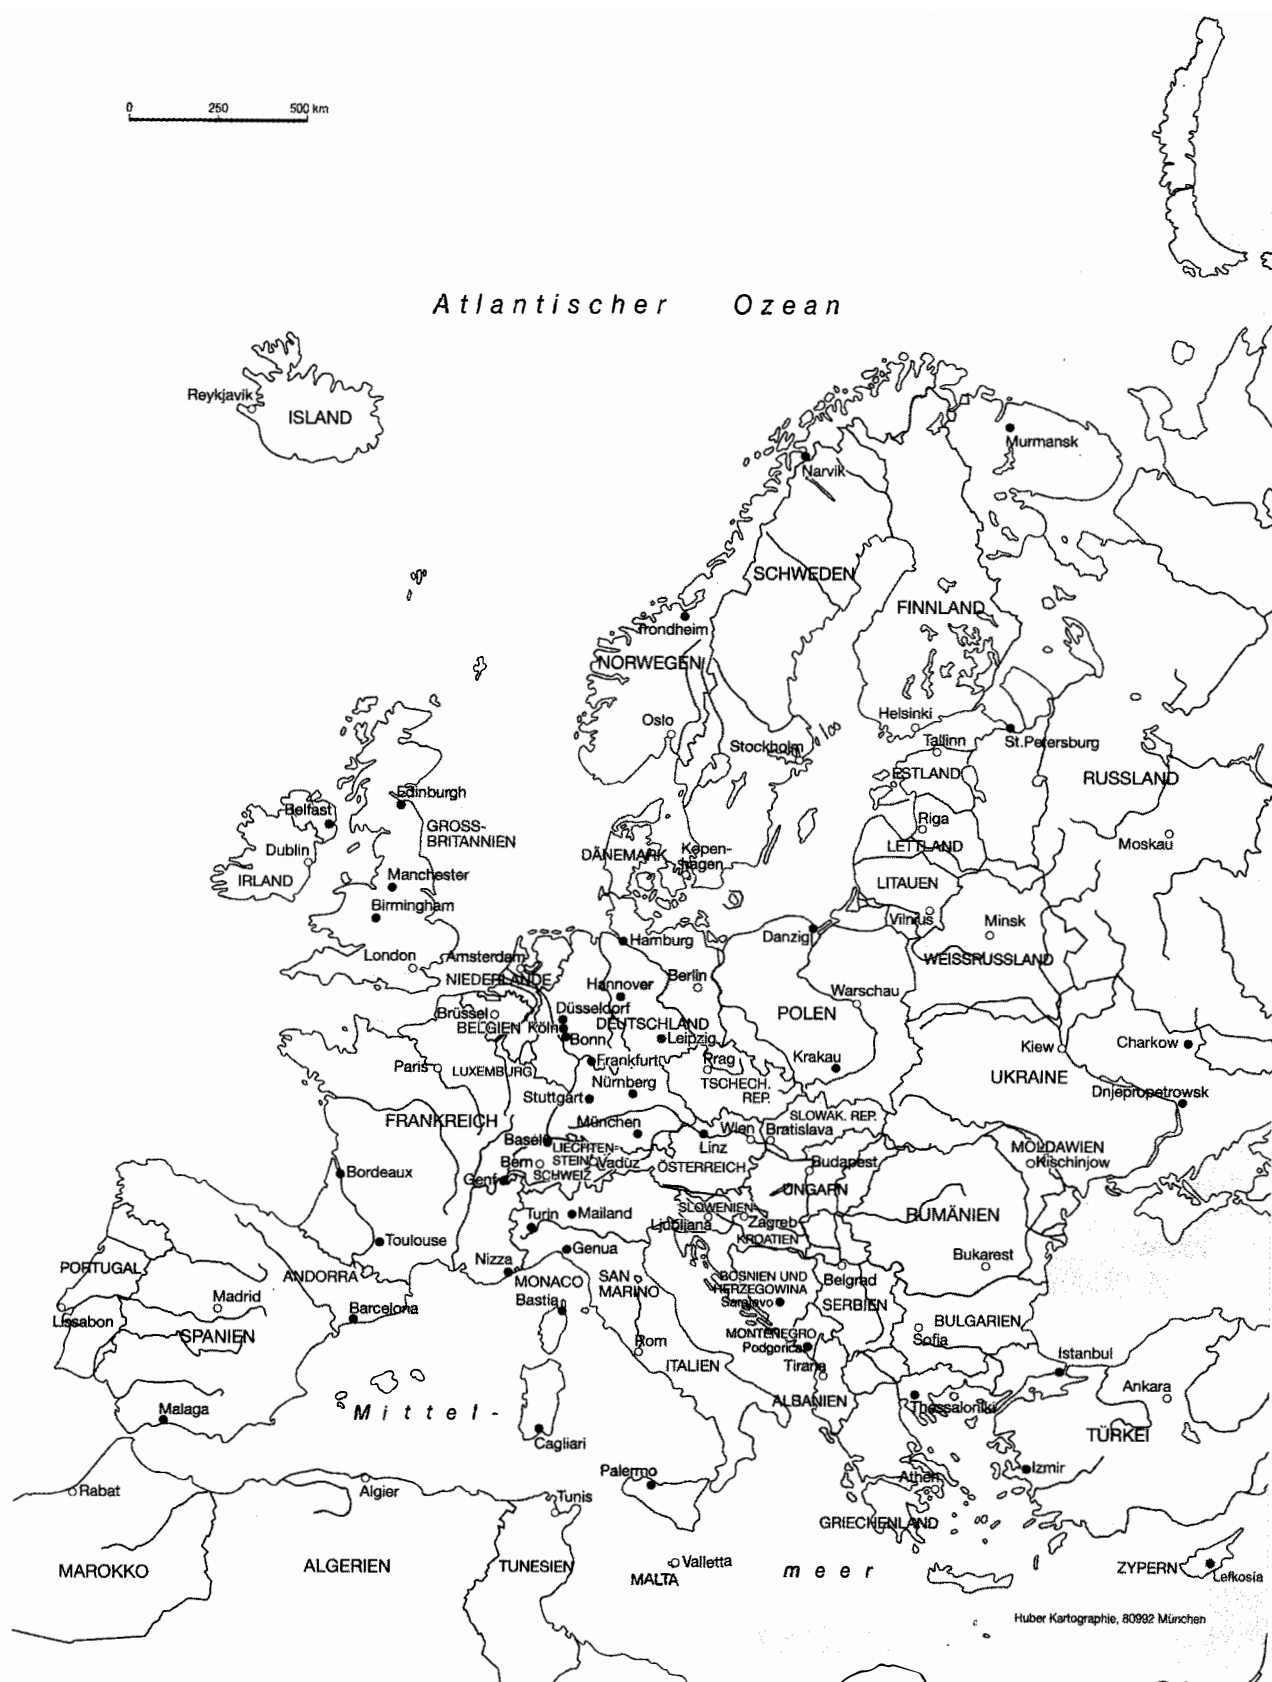 0 250 500 km
Atlantischer Ozean
Reykjavik
ISLAND
Murmansk
Narvik
SCHWEDEN
FINNLAND
Trondheim
NORWEGEN
Oslo
Helsinki
Stockholm
Tallinn
St.Petersburg
ESTLAND
RUSSLAND
Edinburgh
Belfast
GROSS-
BRITANNIEN
Riga
Moskau
LETTLAND
Dublin
DÄNEMARK
Kopen-
hagen
IRLAND
Manchester
LITAUEN
Birmingham
Vilnius
Minsk
Danzig
Hamburg
London
Amsterdam
WEISSRUSSLAND
NIEDERLANDE
Hannover
Berlin
Warschau
Düsseldorf
Brüssel
BELGIEN
Köln
DEUTSCHLAND
POLEN
Bonn
Leipzig
Kiew
Charkow
Paris
LUXEMBURG
Frankfurt
Prag
Krakau
Nürnberg
TSCHECH.
REP.
UKRAINE
Stuttgart
Dnjepropetrowsk
FRANKREICH
München
SLOWAK. REP.
Wien
Bratislava
Basel
Linz
LIECHTEN-
STEIN
MOLDAWIEN
Bern
Vaduz
ÖSTERREICH
Budapest
Kischinjow
Bordeaux
Genf
SCHWEIZ
UNGARN
Turin
Mailand
SLOWENIEN
Ljubljana
Zagreb
RUMÄNIEN
KROATIEN
Toulouse
Genua
Bukarest
Nizza
PORTUGAL
ANDORRA
MONACO
SAN
MARINO
BOSNIEN UND
HERZEGOWINA
Belgrad
Madrid
Bastia
Sarajevo
SERBIEN
Barcelona
Lissabon
SPANIEN
BULGARIEN
MONTENEGRO
Sofia
Rom
Podgorica
Istanbul
ITALIEN
Tirana
Ankara
ALBANIEN
Thessaloniki
Malaga
Mittel-
TÜRKEI
Cagliari
Palermo
Izmir
Athen
Rabat
Algier
Tunis
GRIECHENLAND
MAROKKO
ALGERIEN
TUNESIEN
Valletta
MALTA
meer
ZYPERN
Lefkosia
Huber Kartographie, 80992 München